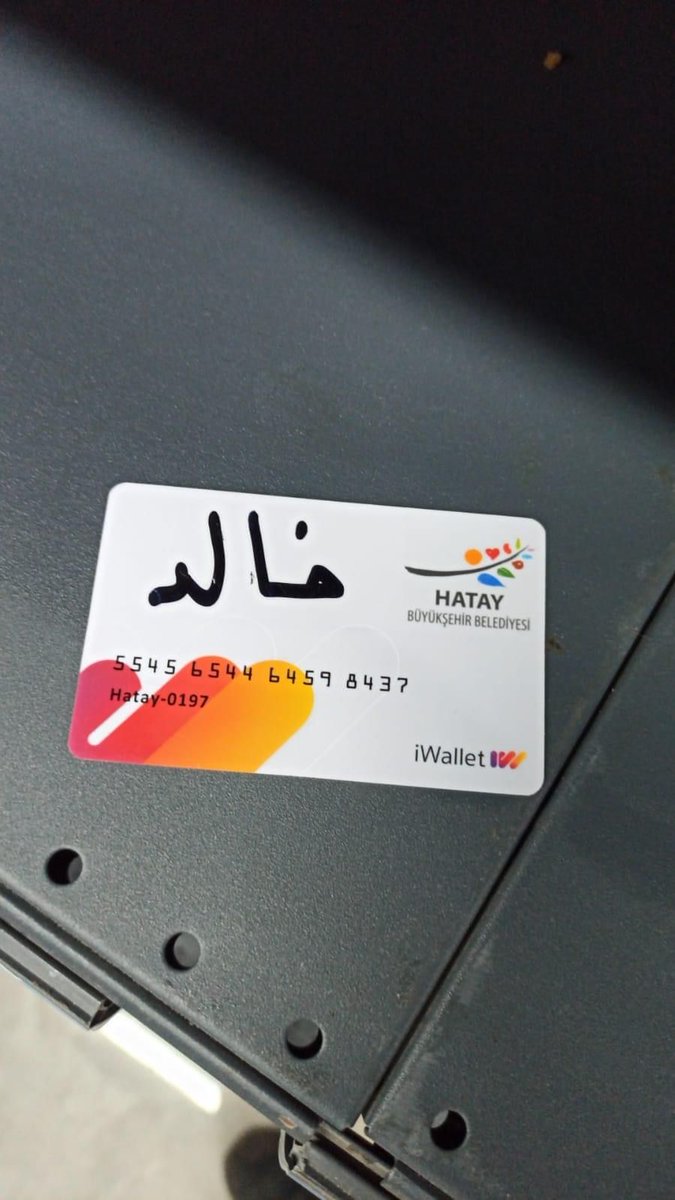 خالد
HATAY
BÜYÜKŞEHİR BELEDİYESİ
5545 6544 6459 8437
Hatay-0197
iWallet